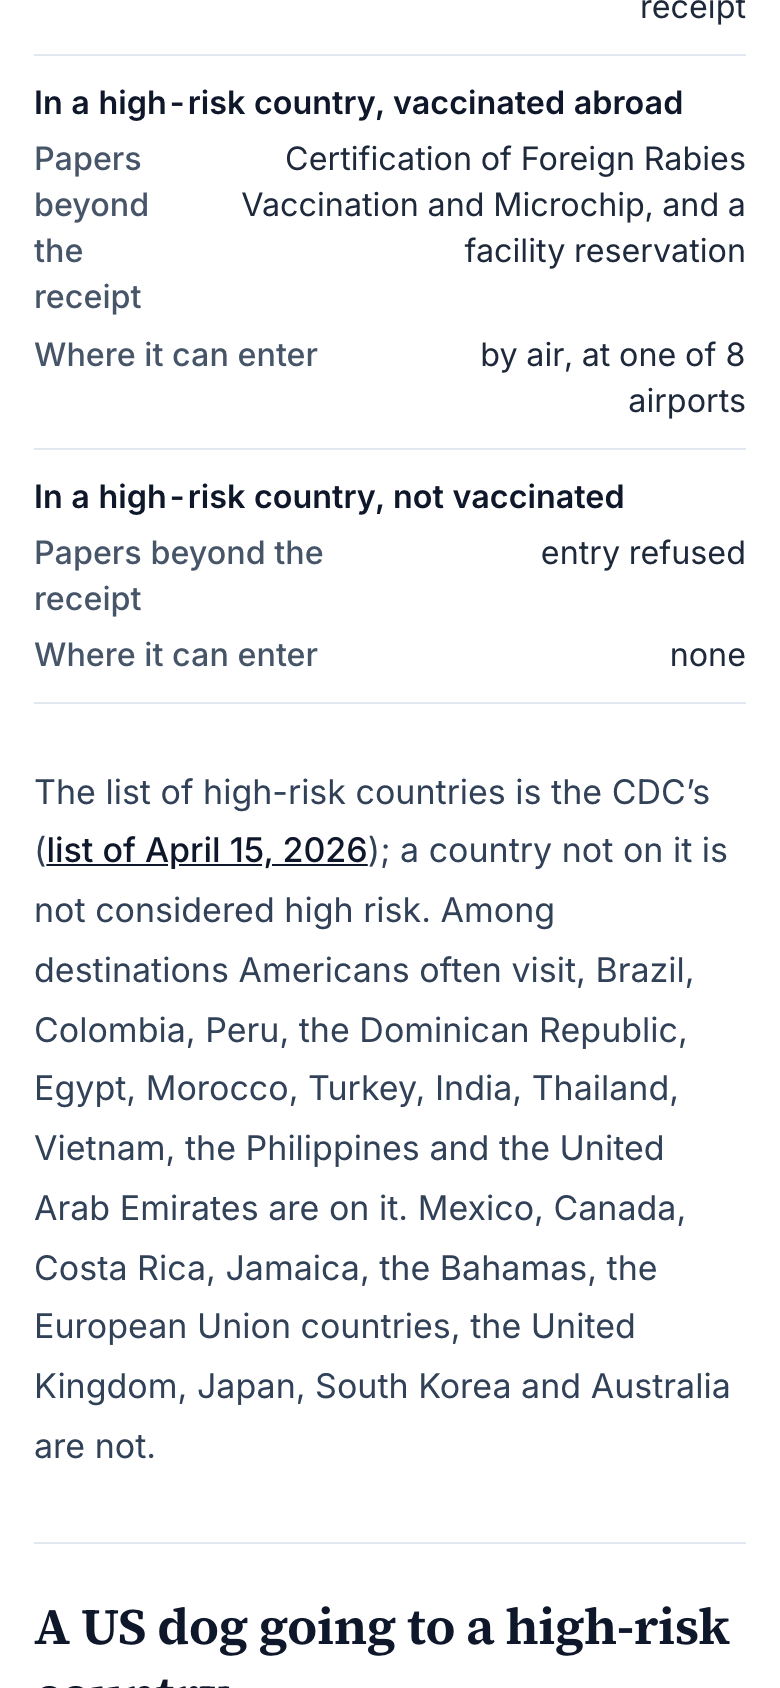 receipt
In a high-risk country, vaccinated abroad
Papers beyond the receipt
Certification of Foreign Rabies Vaccination and Microchip, and a facility reservation
Where it can enter
by air, at one of 8 airports
In a high-risk country, not vaccinated
Papers beyond the receipt
entry refused
Where it can enter
none
The list of high-risk countries is the CDC’s
(list of April 15, 2026); a country not on it is
not considered high risk. Among
destinations Americans often visit, Brazil,
Colombia, Peru, the Dominican Republic,
Egypt, Morocco, Turkey, India, Thailand,
Vietnam, the Philippines and the United
Arab Emirates are on it. Mexico, Canada,
Costa Rica, Jamaica, the Bahamas, the
European Union countries, the United
Kingdom, Japan, South Korea and Australia
are not.
A US dog going to a high-risk
country